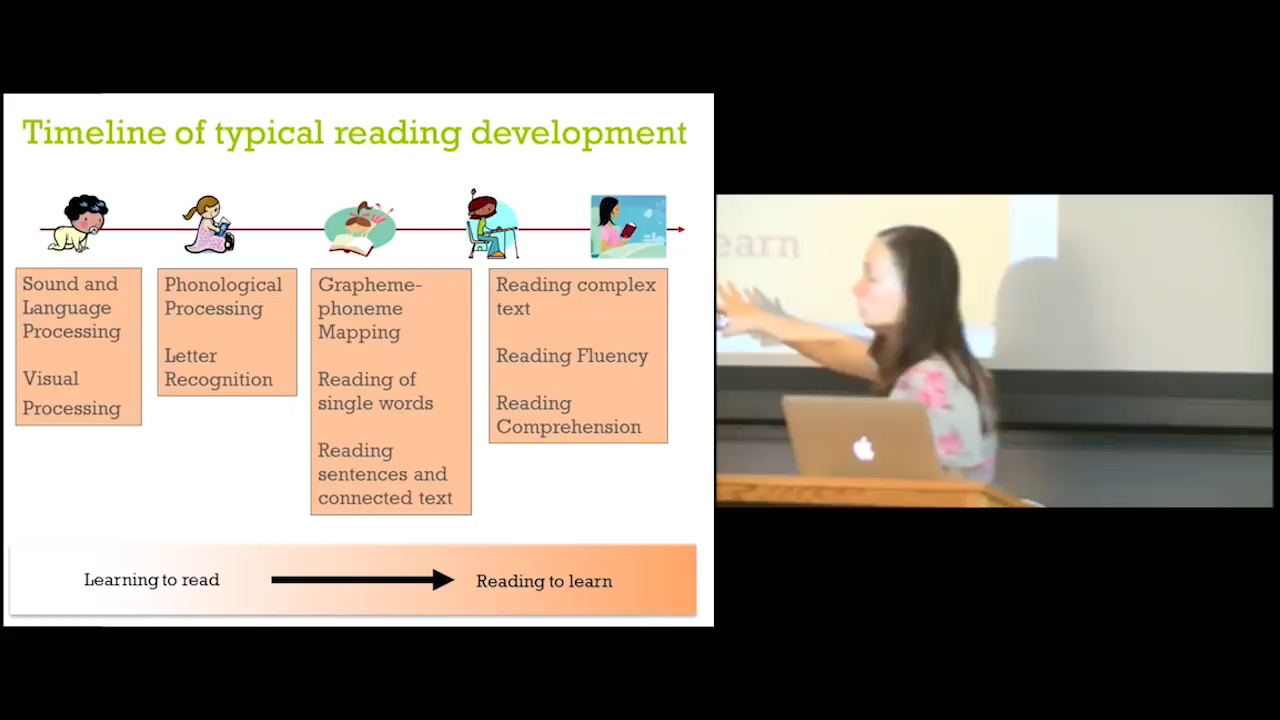 Timeline of typical reading development
Sound and
Language
Processing
Visual
Processing
Phonological
Processing
Letter
Recognition
Grapheme-
phoneme
Mapping
Reading of
single words
Reading
sentences and
connected text
Reading complex
text
Reading Fluency
Reading
Comprehension
Learning to read
Reading to learn
earn